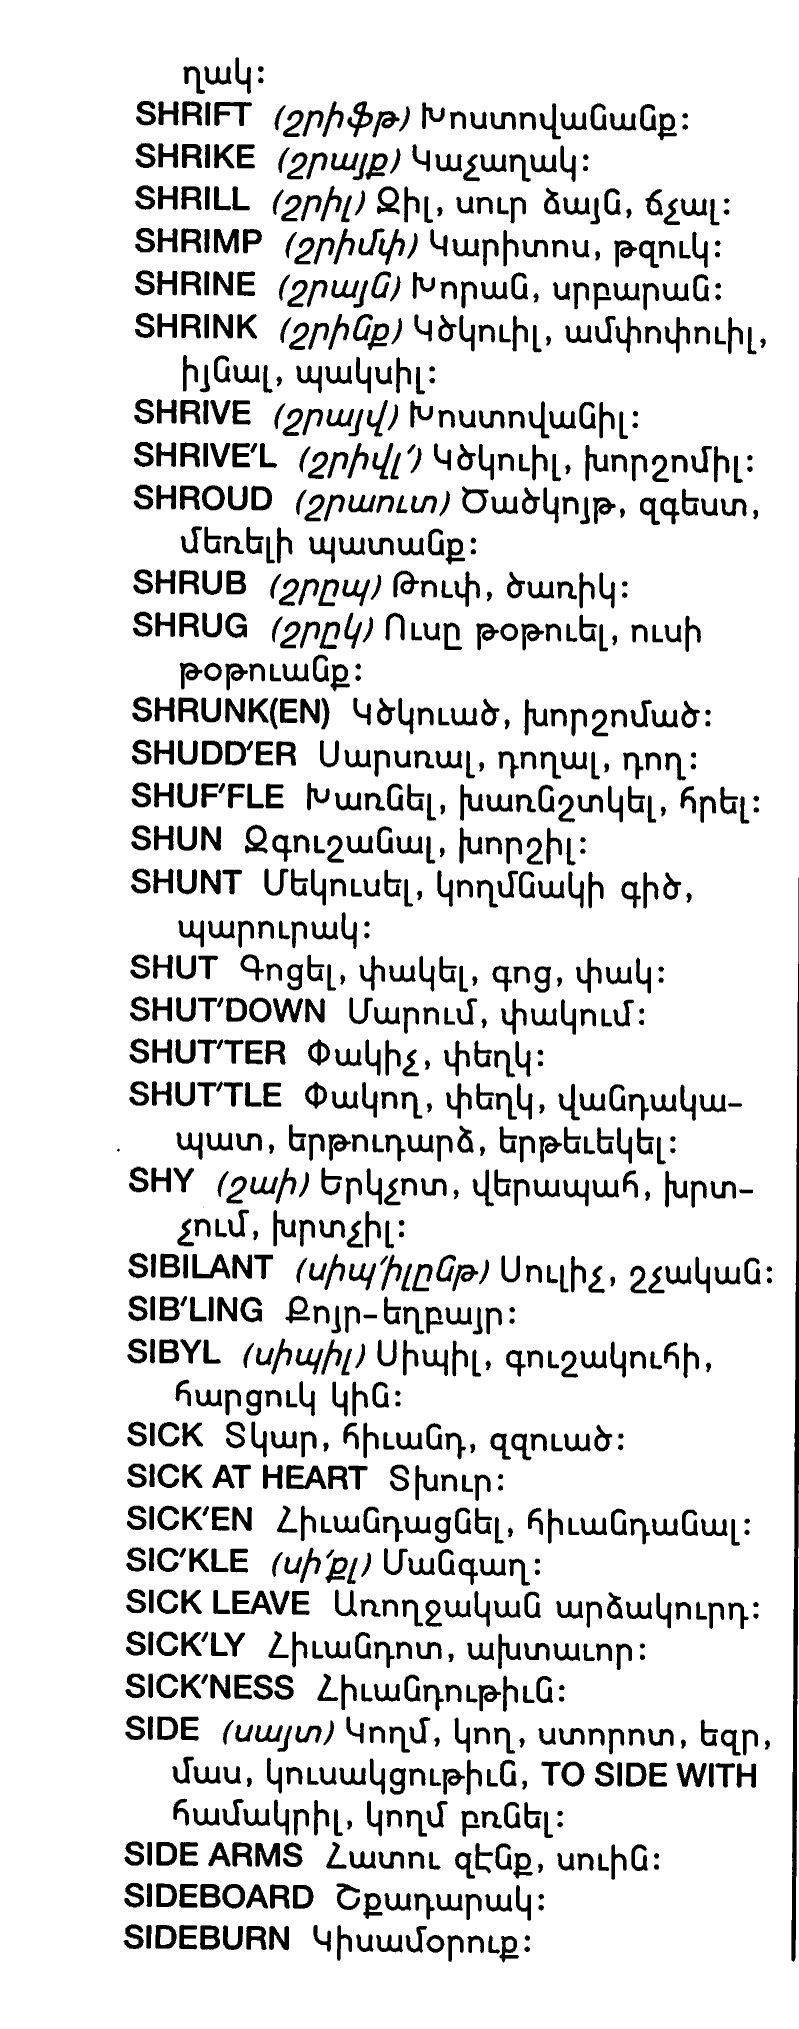 ղակ։
SHRIFT (շրիֆթ) Խոստովանանք։
SHRIKE (շրայք) Կաչաղակ։
SHRILL (շրիլ) Ջիլ, սուր ձայն, ճչալ։
SHRIMP (շրիմփ) Կարիտոս, թզուկ։
SHRINE (շրայն) Խորան, սրբարան։
SHRINK (շրինք) Կծկուիլ, ամփոփուիլ,
իյնալ, պակսիլ։
SHRIVE (շրայվ) Խոստովանիլ։
SHRIVE′L (շրիվլ՛) Կծկուիլ, խորշոմիլ։
SHROUD (շրաուտ) Ծածկոյթ, զգեստ,
մեռելի պատանք։
SHRUB (շրըպ) Թուփ, ծառիկ։
SHRUG (շրըկ) Ուսը թօթուել, ուսի
թօթուանք։
SHRUNK(EN) Կծկուած, խորշոմած։
SHUDD′ER Սարսռալ, դողալ, դող։
SHUF′FLE Խառնել, խառնշտկել, հրել։
SHUN Զգուշանալ, խորշիլ։
SHUNT Մեկուսել, կողմնակի գիծ,
պարուրակ։
SHUT Գոցել, փակել, գոց, փակ։
SHUT′DOWN Մարում, փակում։
SHUT′TER Փակիչ, փեղկ։
SHUT′TLE Փակող, փեղկ, վանդակա-
պատ, երթուդարձ, երթեւեկել։
SHY (շաի) Երկչոտ, վերապահ, խրտ-
չում, խրտչիլ։
SIBILANT (սիպ՛իլընթ) Սուլիչ, շչական։
SIB′LING Քոյր-եղբայր։
SIBYL (սիպիլ) Սիպիլ, գուշակուհի,
հարցուկ կին։
SICK Տկար, հիւանդ, զզուած։
SICK AT HEART Տխուր։
SICK′EN Հիւանդացնել, հիւանդանալ։
SIC′KLE (սի՛քլ) Մանգաղ։
SICK LEAVE Առողջական արձակուրդ։
SICK′LY Հիւանդոտ, ախտաւոր։
SICK′NESS Հիւանդութիւն։
SIDE (սայտ) Կողմ, կող, ստորոտ, եզր,
մաս, կուսակցութիւն, TO SIDE WITH
համակրիլ, կողմ բռնել։
SIDE ARMS Հատու զէնք, սուին։
SIDEBOARD Շքադարակ։
SIDEBURN Կիսամօրուք։